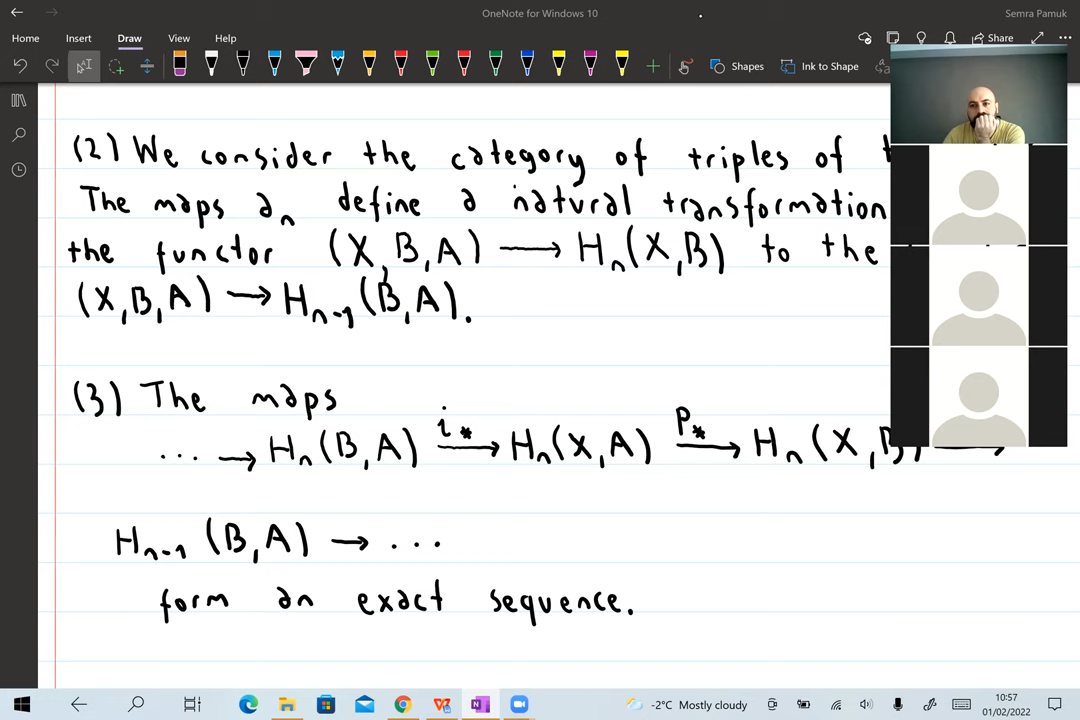 OneNote for Windows 10
Semra Pamuk
Home Insert Draw View Help
Share
Shapes
Ink to Shape
(2) We consider the category of triples of
The maps ∂n define a natural transformation
the functor (X,B,A) → Hn(X,B) to the
(X,B,A) → Hn-1(B,A).
(3) The maps
... → Hn(B,A) i* → Hn(X,A) p* → Hn(X,B) →
Hn-1(B,A) → ...
form an exact sequence.
-2°C Mostly cloudy
10:57
01/02/2022